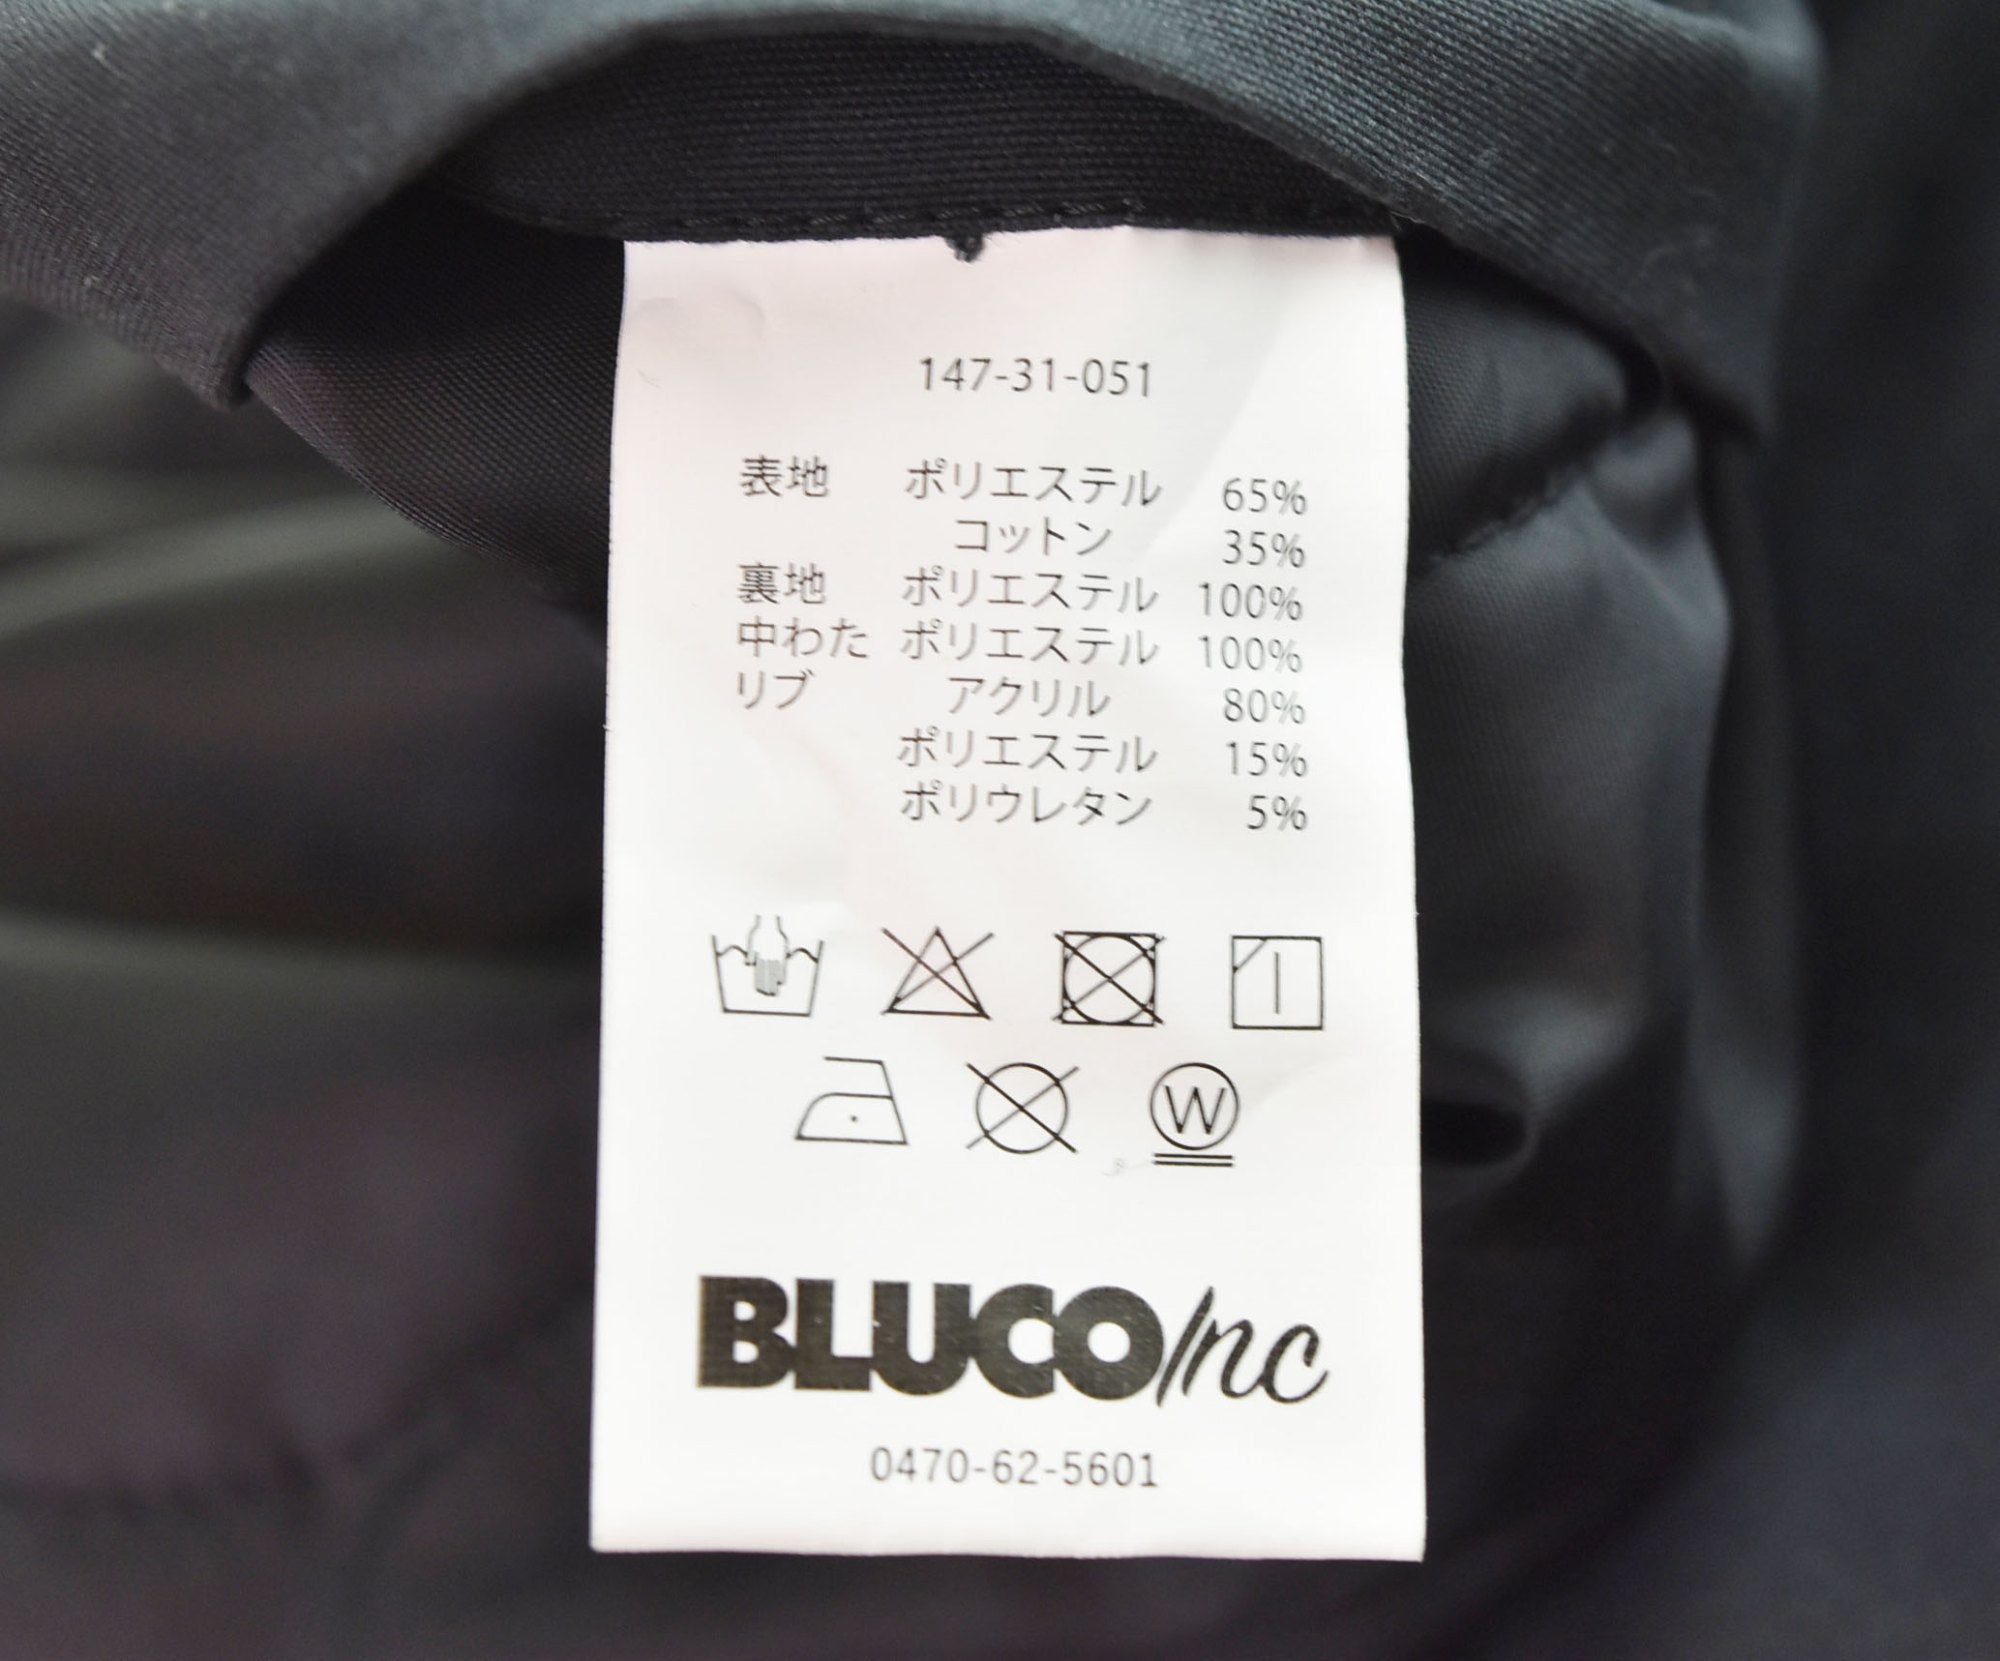 147-31-051
表地 ポリエステル 65%
コットン 35%
裏地 ポリエステル 100%
中わた ポリエステル 100%
リブ アクリル 80%
ポリエステル 15%
ポリウレタン 5%
W
BLUCO Inc
0470-62-5601